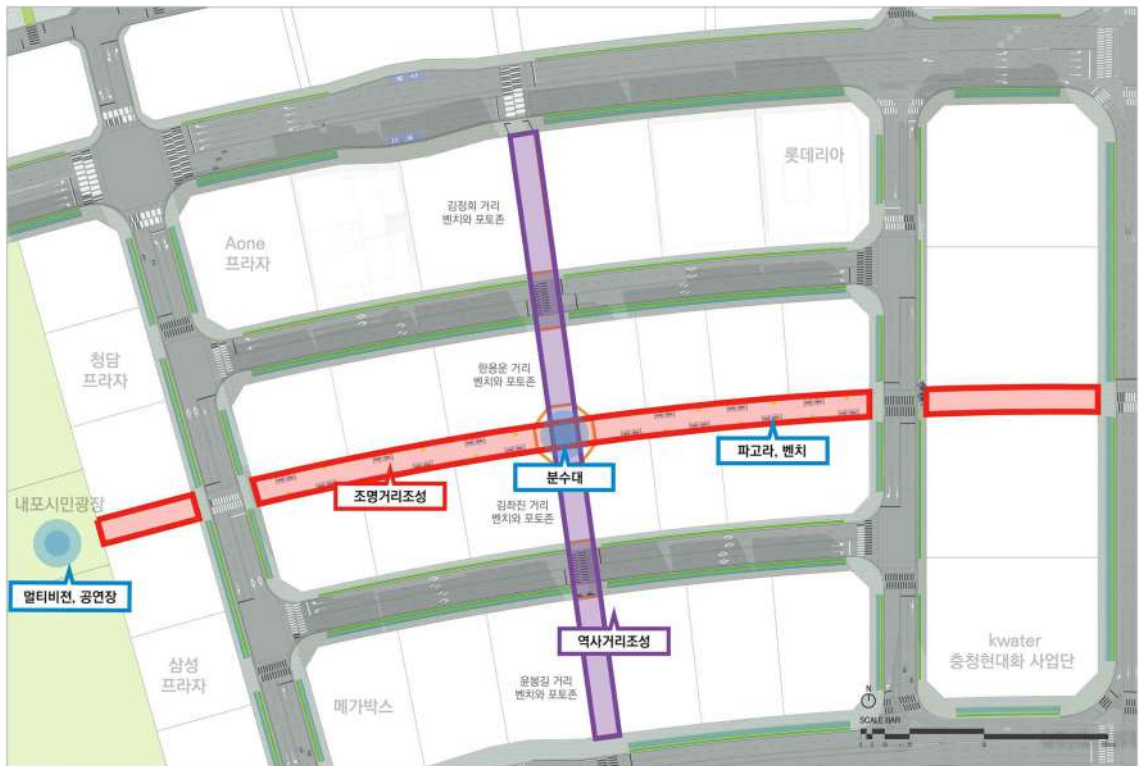 롯데리아
김정희 거리
벤치와 포토존
Aone
프라자
청담
프라자
한용운 거리
벤치와 포토존
파고라, 벤치
분수대
조명거리조성
내포시민광장
김좌진 거리
벤치와 포토존
멀티비젼, 공연장
역사거리조성
kwater
충청현대화 사업단
삼성
프라자
윤봉길 거리
벤치와 포토존
메가박스
N
SCALE BAR